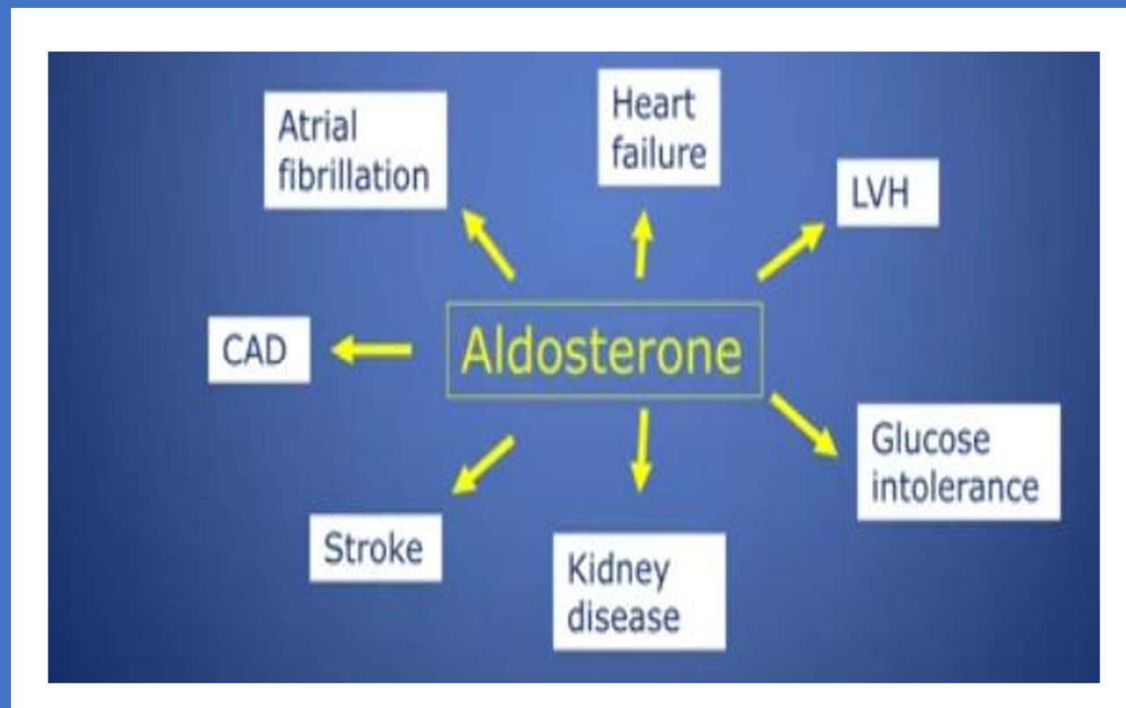 Atrial
fibrillation
Heart
failure
LVH
CAD
Aldosterone
Glucose
intolerance
Stroke
Kidney
disease